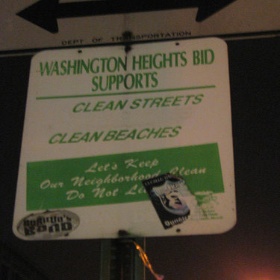 DEPT OF TRANSPORTATION
WASHINGTON HEIGHTS BID
SUPPORTS
CLEAN STREETS
CLEAN BEACHES
Let's Keep
Our Neighborhood Clean
Do Not